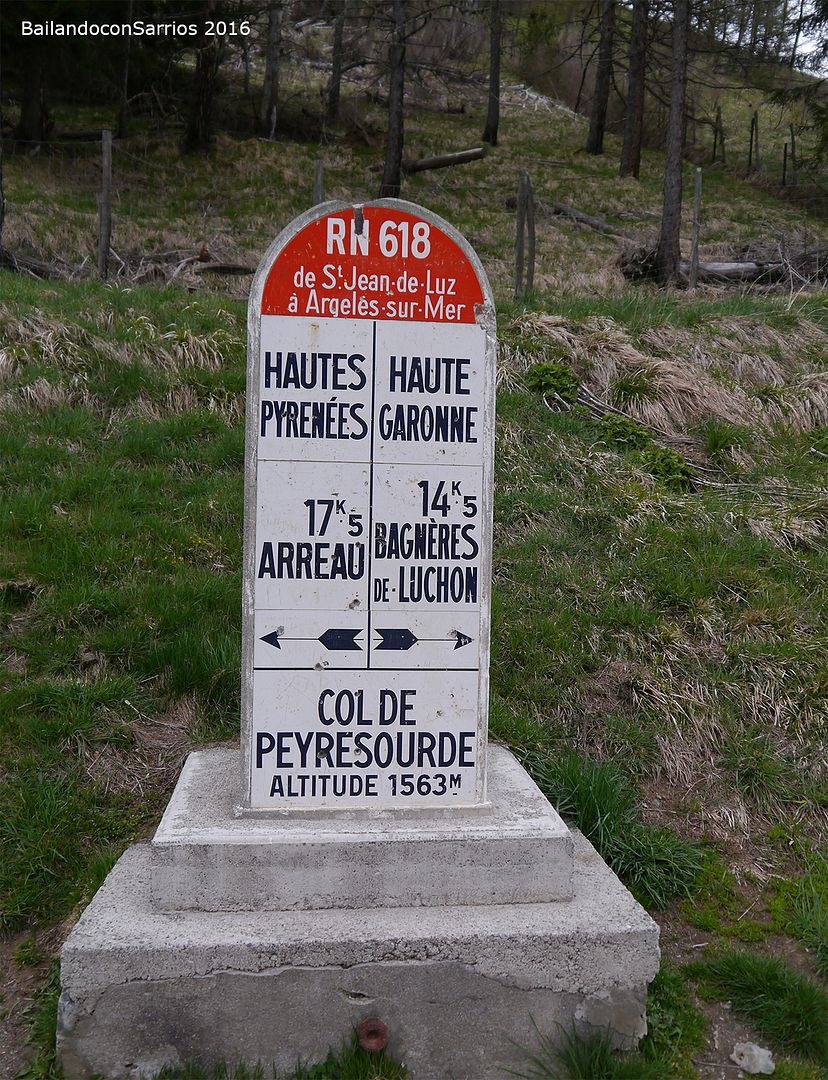 BailandoconSarrios 2016
RN 618
de St Jean-de-Luz
à Argelès-sur-Mer
HAUTES
PYRÉNÉES
HAUTE
GARONNE
17K5
ARREAU
14K5
BAGNÈRES
DE-LUCHON
COL DE
PEYRESOURDE
ALTITUDE 1563M